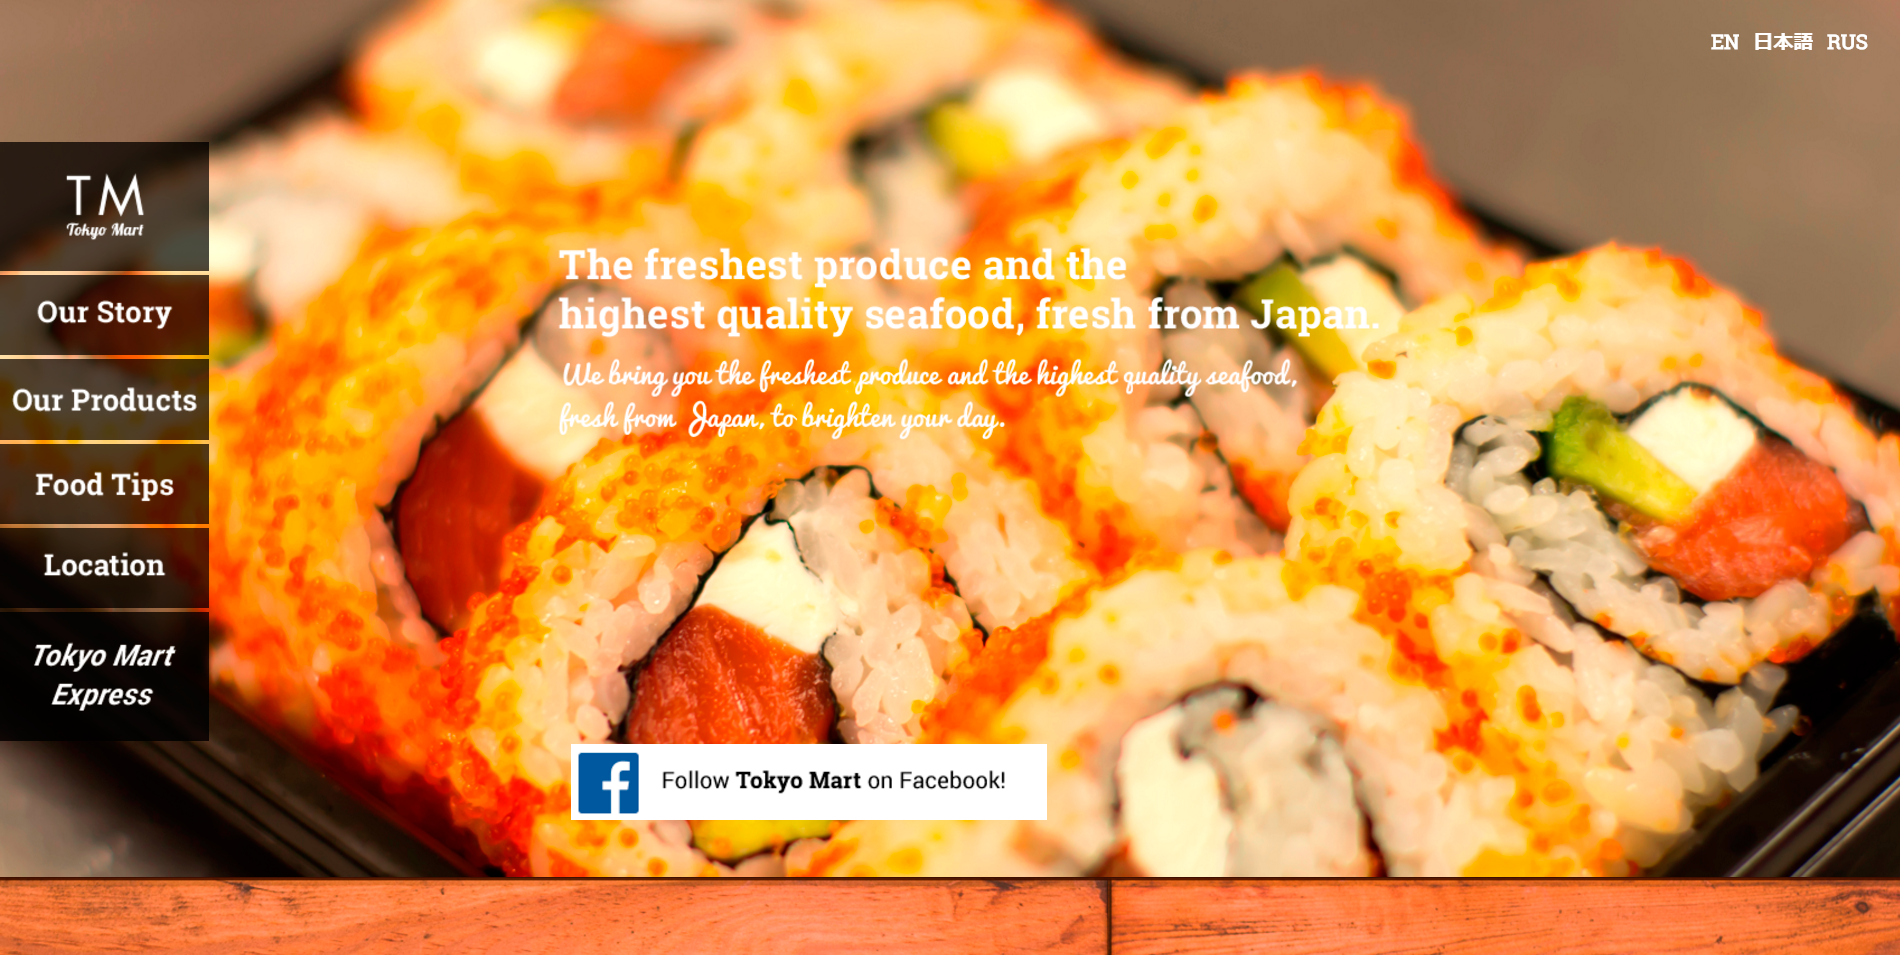 EN 日本語 RUS
TM
Tokyo Mart
Our Story
Our Products
Food Tips
Location
Tokyo Mart
Express
The freshest produce and the
highest quality seafood, fresh from Japan.
We bring you the freshest produce and the highest quality seafood,
fresh from Japan, to brighten your day.
Follow Tokyo Mart on Facebook!